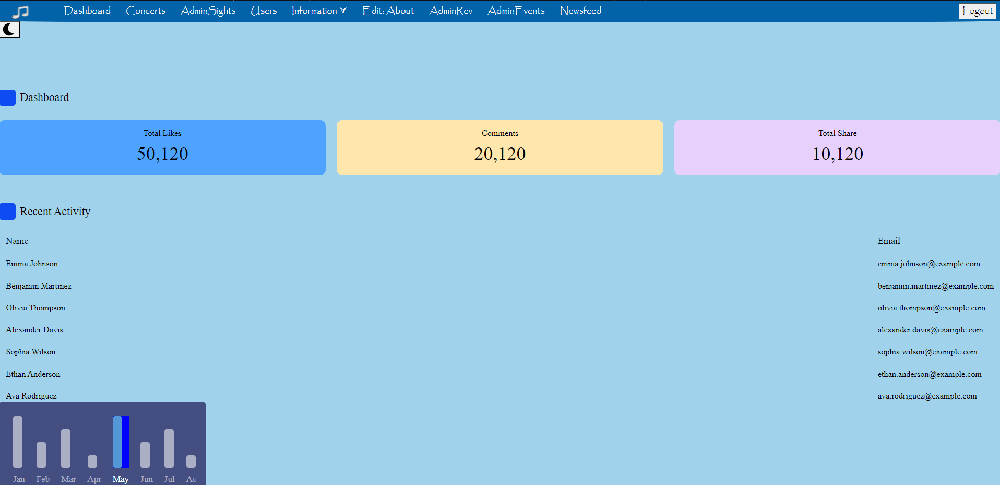 Dashboard Concerts AdminSights Users Information Edit: About AdminRev AdminEvents Newsfeed Logout
Dashboard
Total Likes Comments Total Share
50,120 20,120 10,120
Recent Activity
Name Email
Emma Johnson emma.johnson@example.com
Benjamin Martinez benjamin.martinez@example.com
Olivia Thompson olivia.thompson@example.com
Alexander Davis alexander.davis@example.com
Sophia Wilson sophia.wilson@example.com
Ethan Anderson ethan.anderson@example.com
Ava Rodriguez ava.rodriguez@example.com
Jan Feb Mar Apr May Jun Jul Au